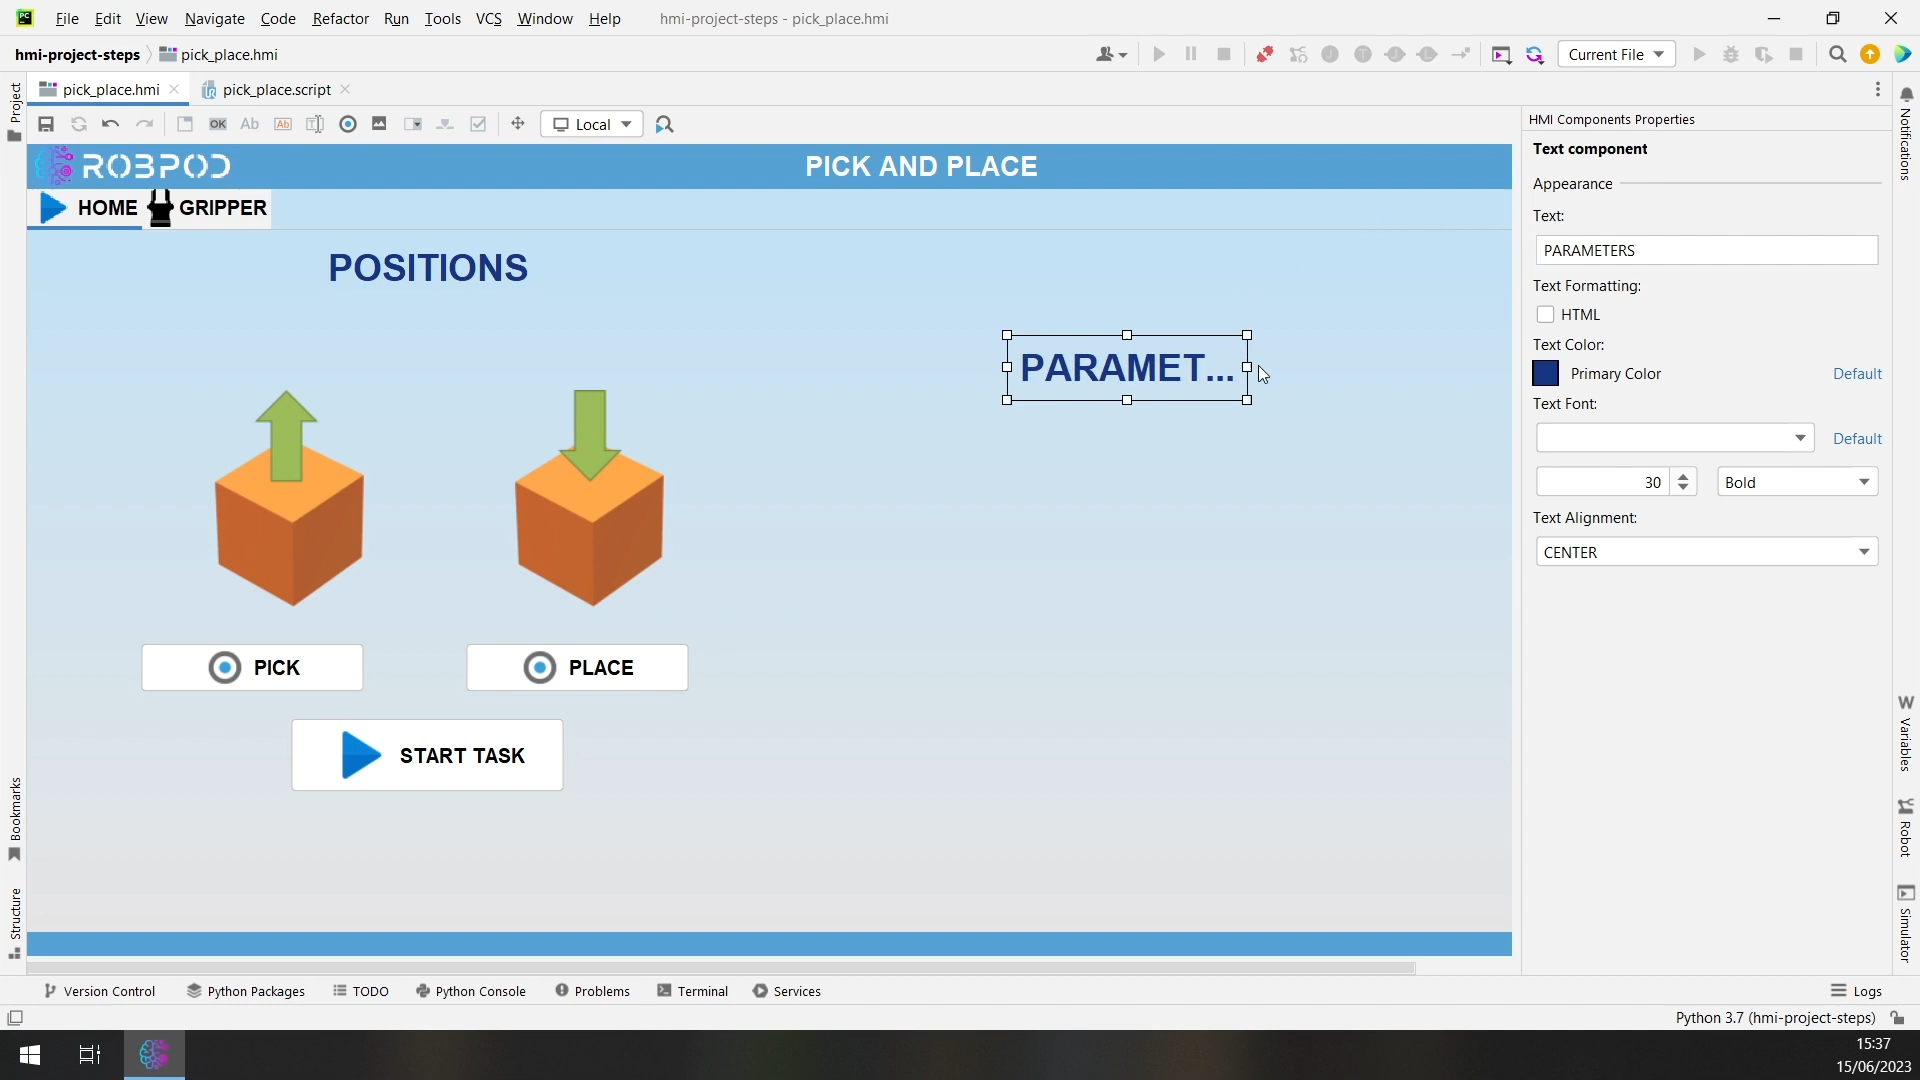 File Edit View Navigate Code Refactor Run Tools VCS Window Help hmi-project-steps - pick_place.hmi
hmi-project-steps pick_place.hmi
Current File
pick_place.hmi pick_place.script
OK Ab Ab Local
ROBPOD PICK AND PLACE
HOME GRIPPER
POSITIONS
PARAMET...
PICK
PLACE
START TASK
HMI Components Properties
Text component
Appearance
Text:
PARAMETERS
Text Formatting:
HTML
Text Color:
Primary Color Default
Text Font:
Default
30 Bold
Text Alignment:
CENTER
Project
Bookmarks
Structure
Notifications
Variables
Robot
Simulator
Version Control Python Packages TODO Python Console Problems Terminal Services Logs
Python 3.7 (hmi-project-steps)
15:37
15/06/2023